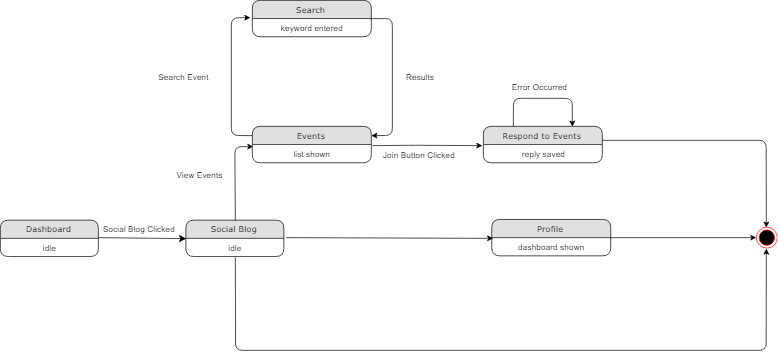 Search
keyword entered
Search Event
Results
Error Occurred
Events
list shown
Respond to Events
reply saved
Join Button Clicked
View Events
Dashboard
idle
Social Blog Clicked
Social Blog
idle
Profile
dashboard shown